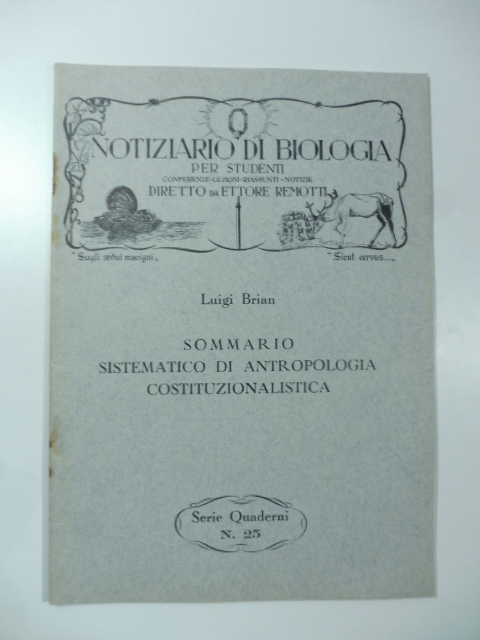 NOTIZIARIO DI BIOLOGIA
PER STUDENTI
CONFERENZE - LEZIONI - RIASSUNTI - NOTIZIE
DIRETTO DA ETTORE REMOTTI
"Sugli ardui macigni„
"Sicut cervus....„
Luigi Brian
SOMMARIO
SISTEMATICO DI ANTROPOLOGIA
COSTITUZIONALISTICA
Serie Quaderni
N. 25